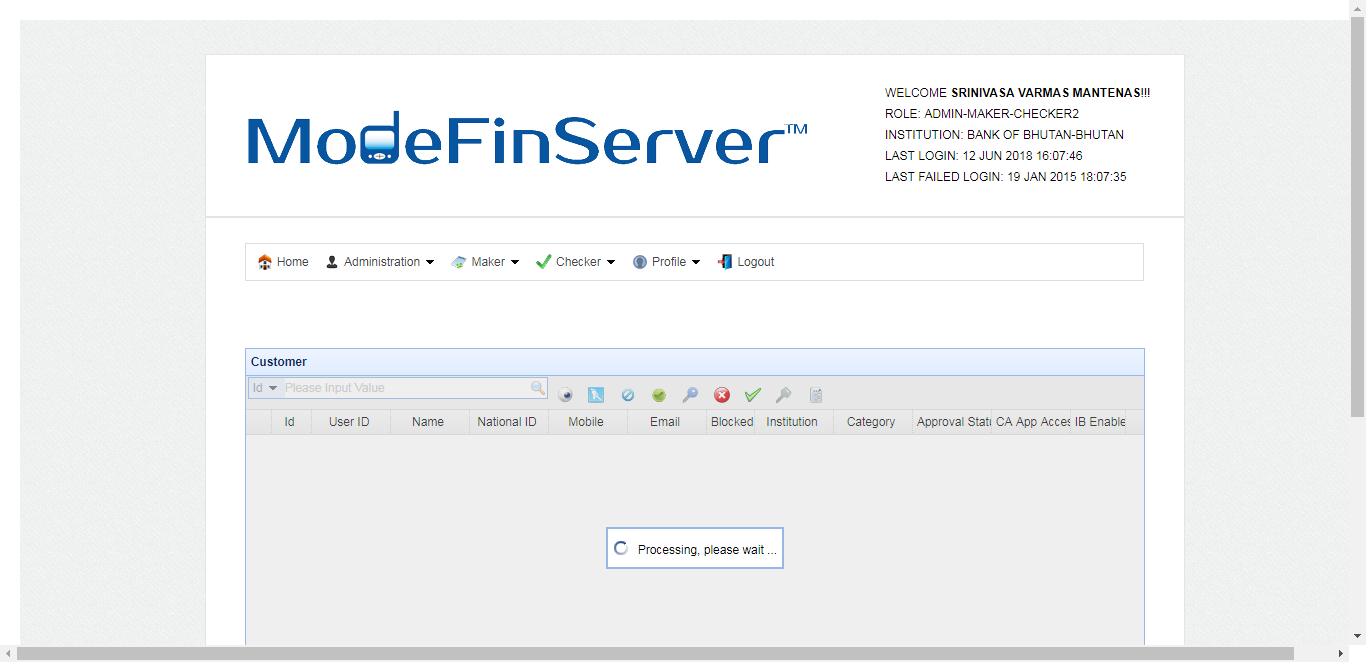 ModeFinServer™
WELCOME SRINIVASA VARMAS MANTENAS!!!
ROLE: ADMIN-MAKER-CHECKER2
INSTITUTION: BANK OF BHUTAN-BHUTAN
LAST LOGIN: 12 JUN 2018 16:07:46
LAST FAILED LOGIN: 19 JAN 2015 18:07:35
Home Administration Maker Checker Profile Logout
Customer
Id Please Input Value
Id User ID Name National ID Mobile Email Blocked Institution Category Approval Stat CA App Acces IB Enable
Processing, please wait ...